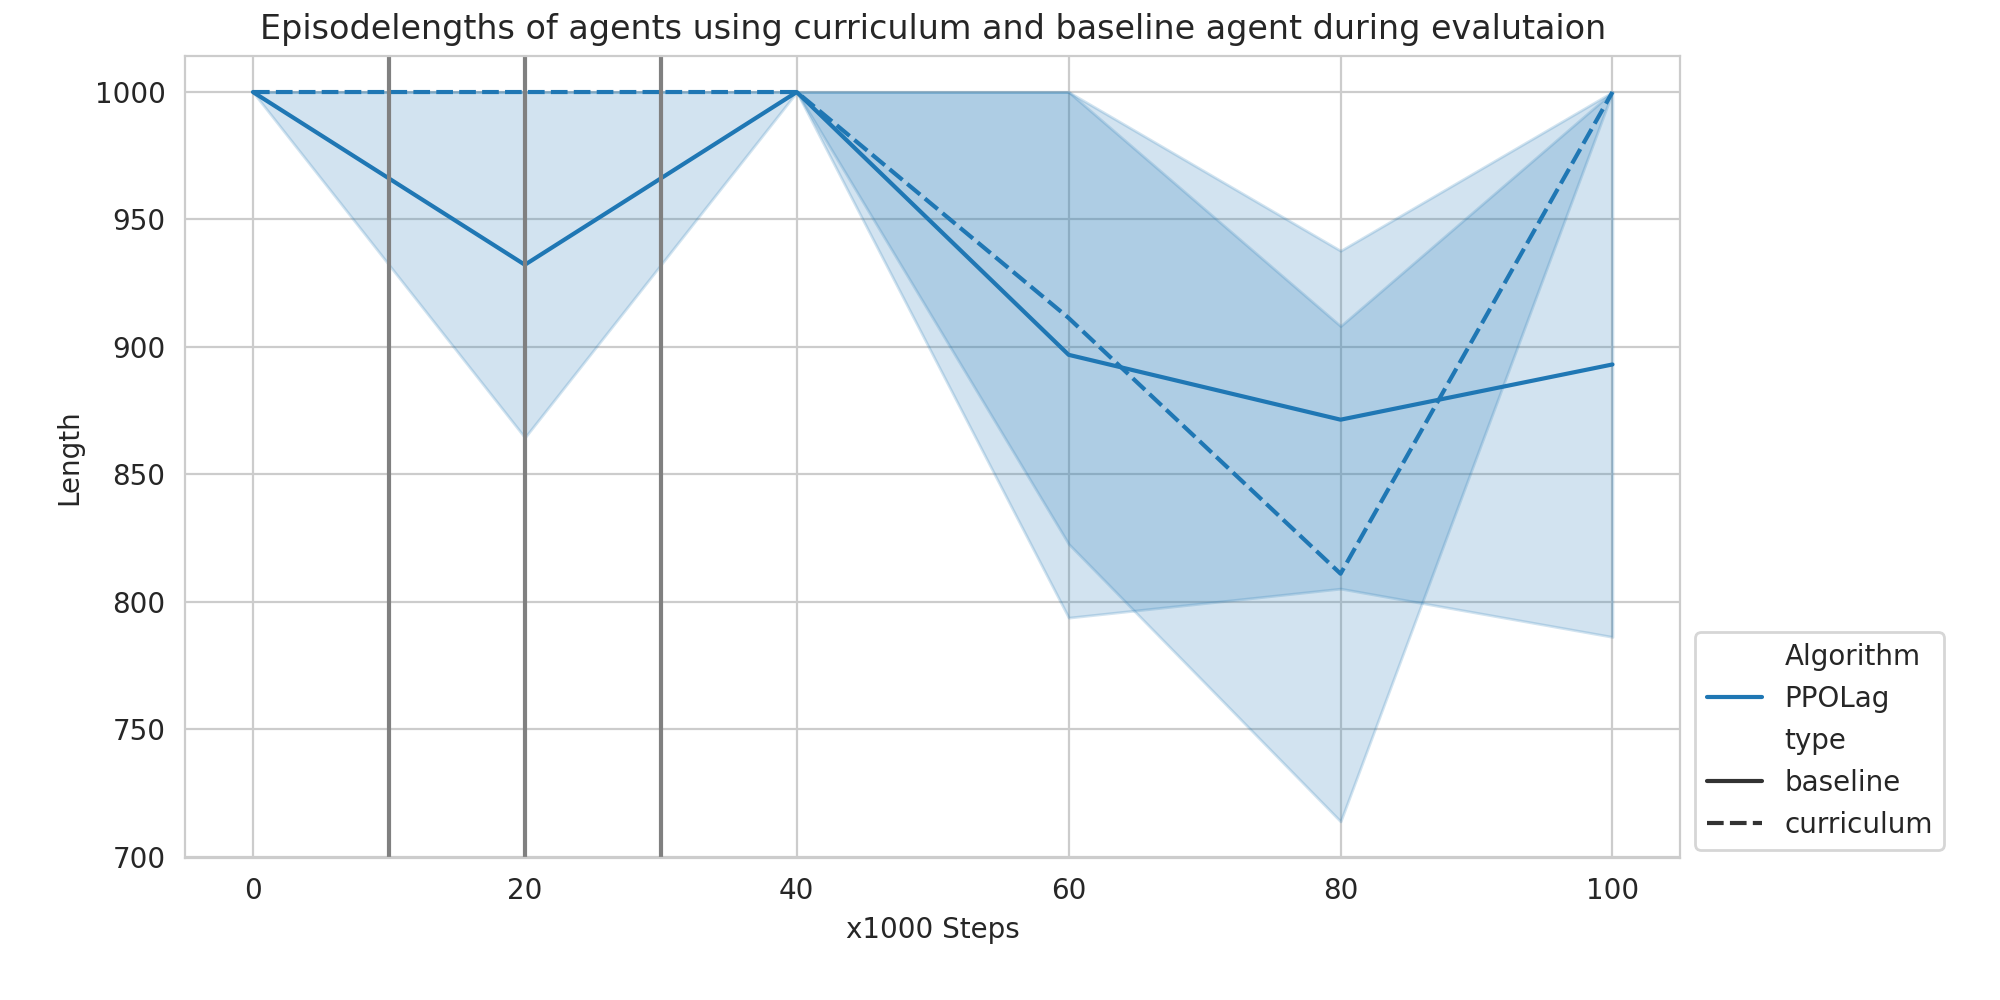 Episodelengths of agents using curriculum and baseline agent during evalutaion
1000
950
900
850
800
750
700
Length
0 20 40 60 80 100
x1000 Steps
Algorithm
PPOLag
type
baseline
curriculum